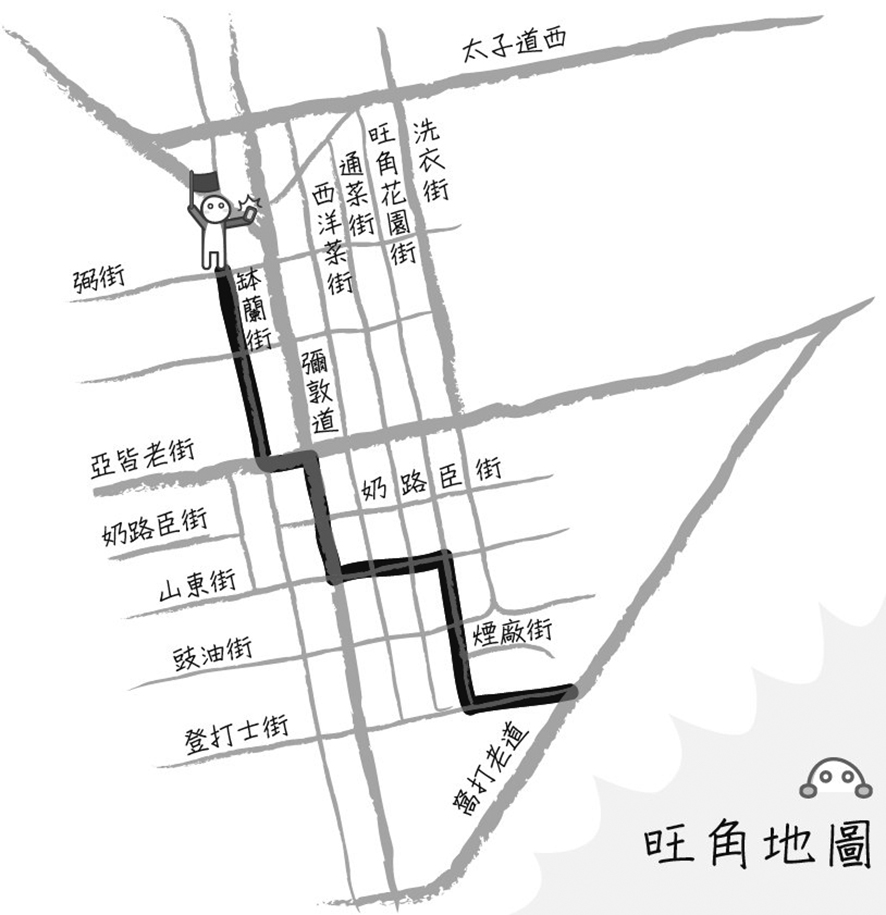 太子道西
洗衣街
旺角花園街
通菜街
西洋菜街
弼街
缽蘭街
彌敦道
亞皆老街
奶路臣街
奶路臣街
山東街
豉油街
煙廠街
登打士街
窩打老道
旺角地圖